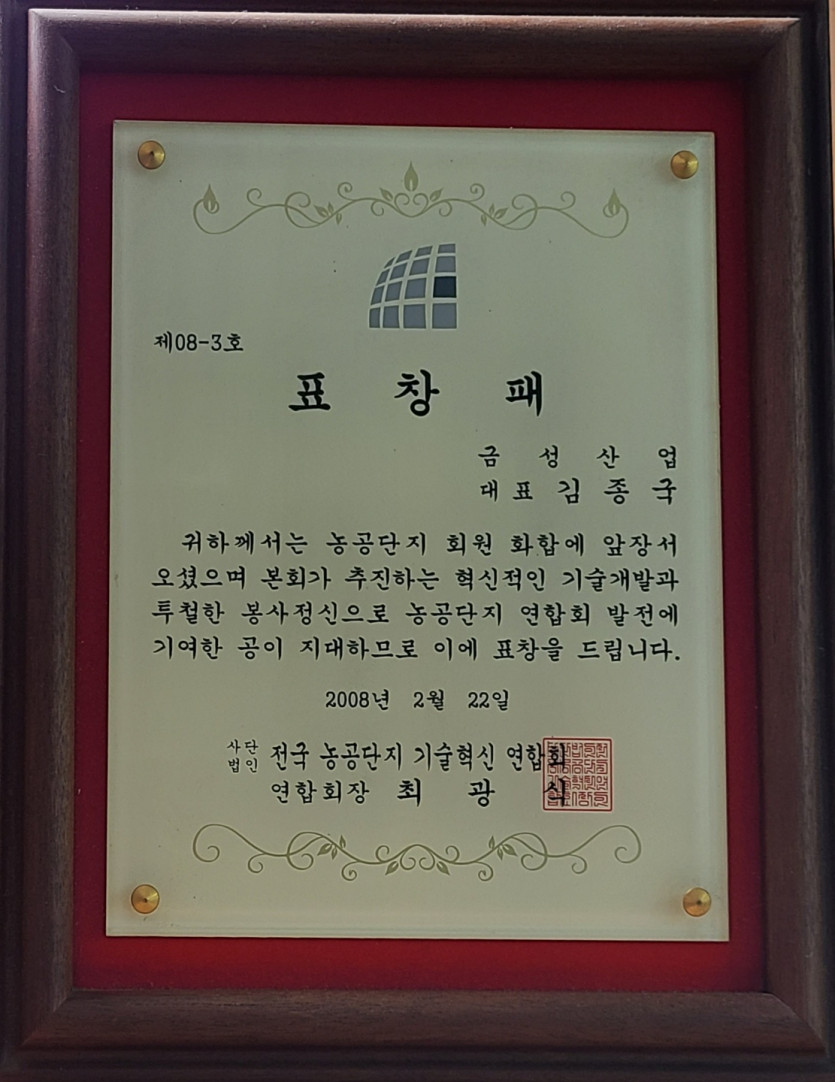 제08-3호
표 창 패
금 성 산 업
대표 김 종 국
귀하께서는 농공단지 회원 화합에 앞장서
오셨으며 본회가 추진하는 혁신적인 기술개발과
투철한 봉사정신으로 농공단지 연합회 발전에
기여한 공이 지대하므로 이에 표창을 드립니다.
2008년 2월 22일
사단법인 전국 농공단지 기술혁신 연합회
연합회장 최 광 식